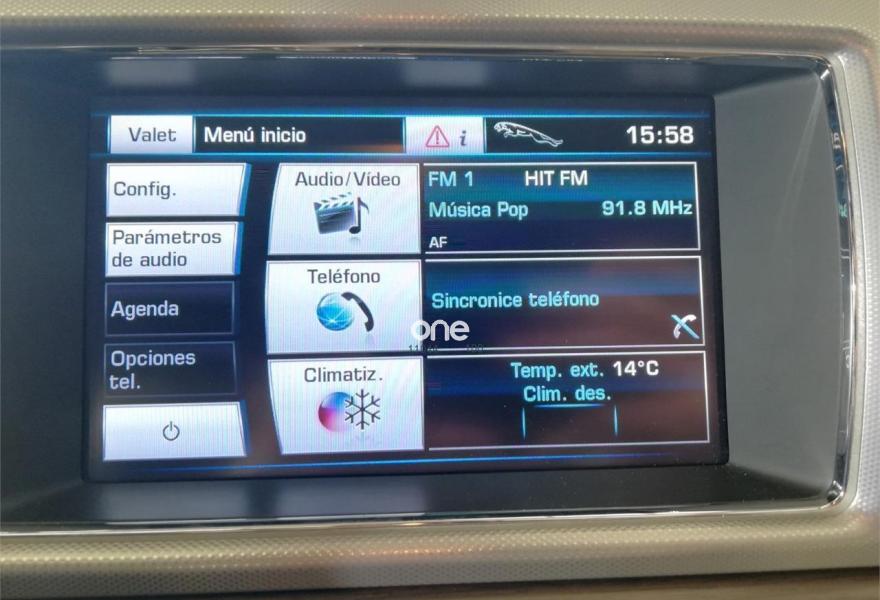 Valet
Menú inicio
i
15:58
Config.
Parámetros
de audio
Agenda
Opciones
tel.
Audio/Vídeo
FM 1 HIT FM
Música Pop 91.8 MHz
AF
Teléfono
Sincronice teléfono
one
Climatiz.
Temp. ext. 14°C
Clim. des.